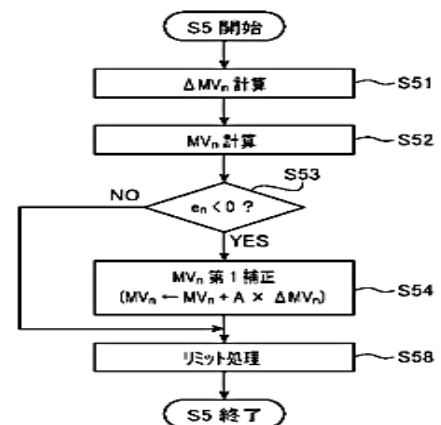 S5 開始
ΔMVn 計算
S51
MVn 計算
S52
S53
NO
en < 0 ?
YES
MVn 第1補正
(MVn ← MVn + A × ΔMVn)
S54
リミット処理
S58
S5 終了